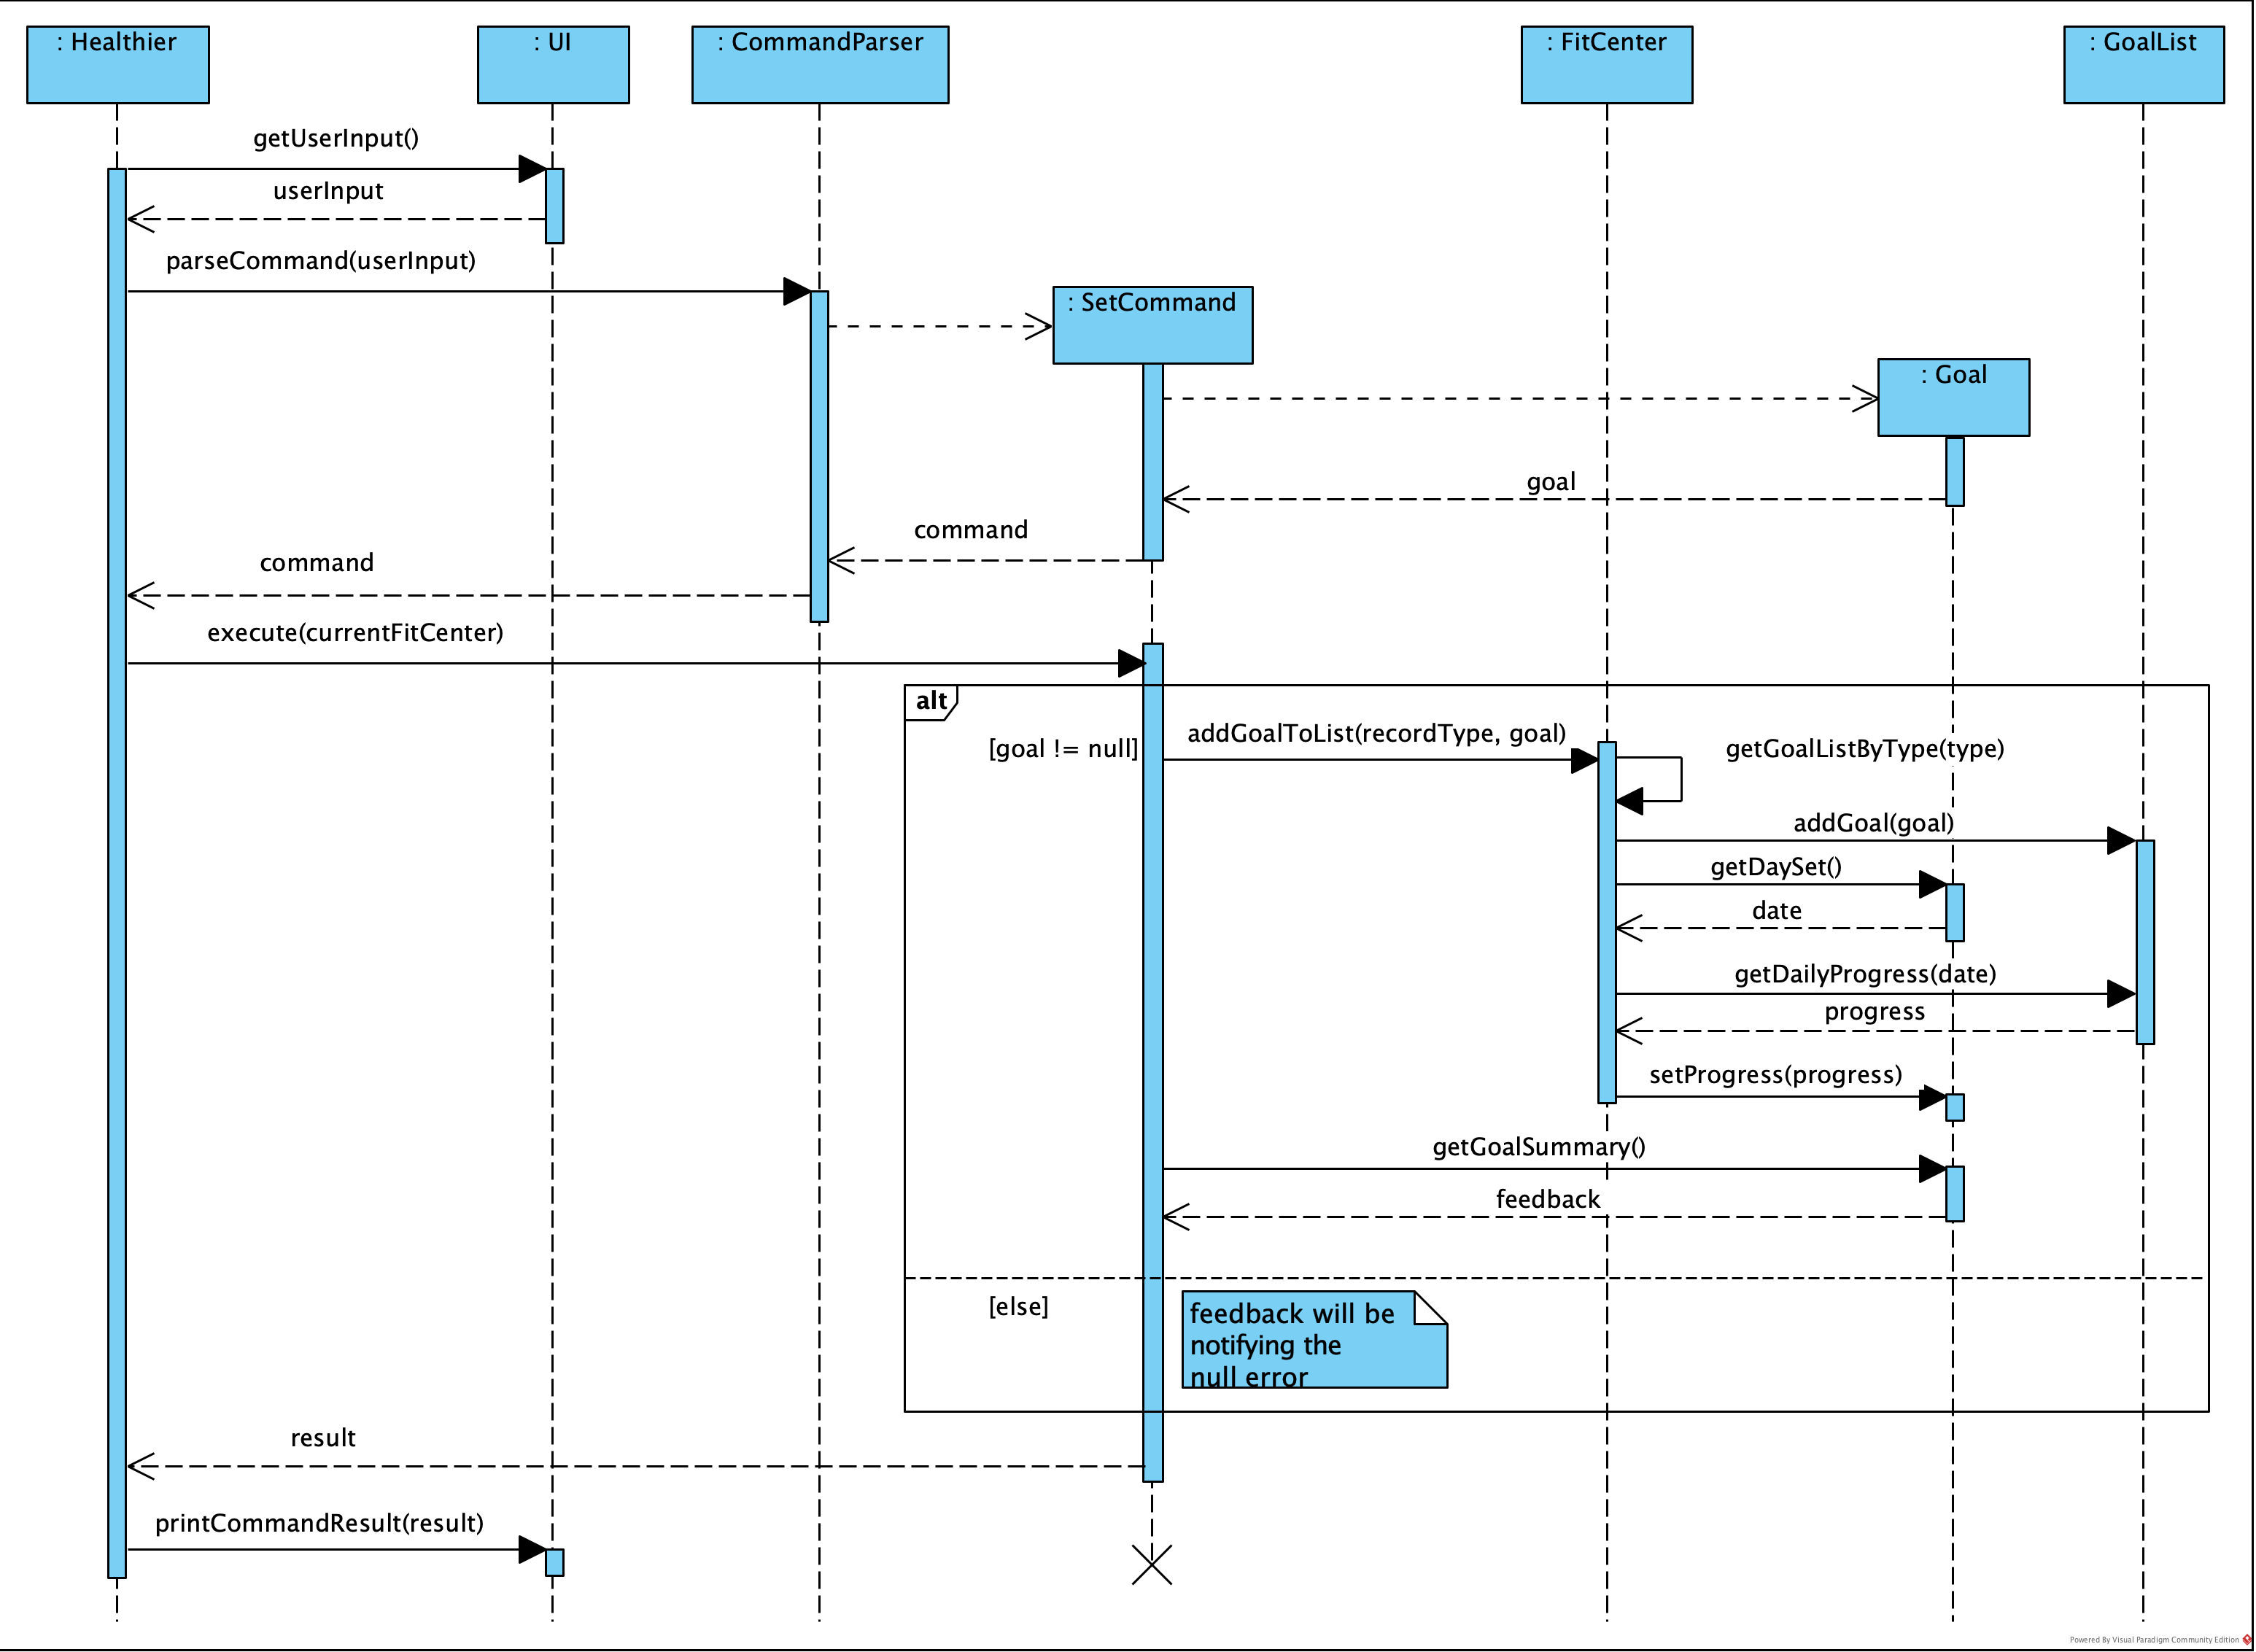 : Healthier
: UI
: CommandParser
: FitCenter
: GoalList
getUserInput()
userInput
parseCommand(userInput)
: SetCommand
: Goal
goal
command
command
execute(currentFitCenter)
alt
[goal != null]
addGoalToList(recordType, goal)
getGoalListByType(type)
addGoal(goal)
getDaySet()
date
getDailyProgress(date)
progress
setProgress(progress)
getGoalSummary()
feedback
[else]
feedback will be
notifying the
null error
result
printCommandResult(result)
Powered By Visual Paradigm Community Edition